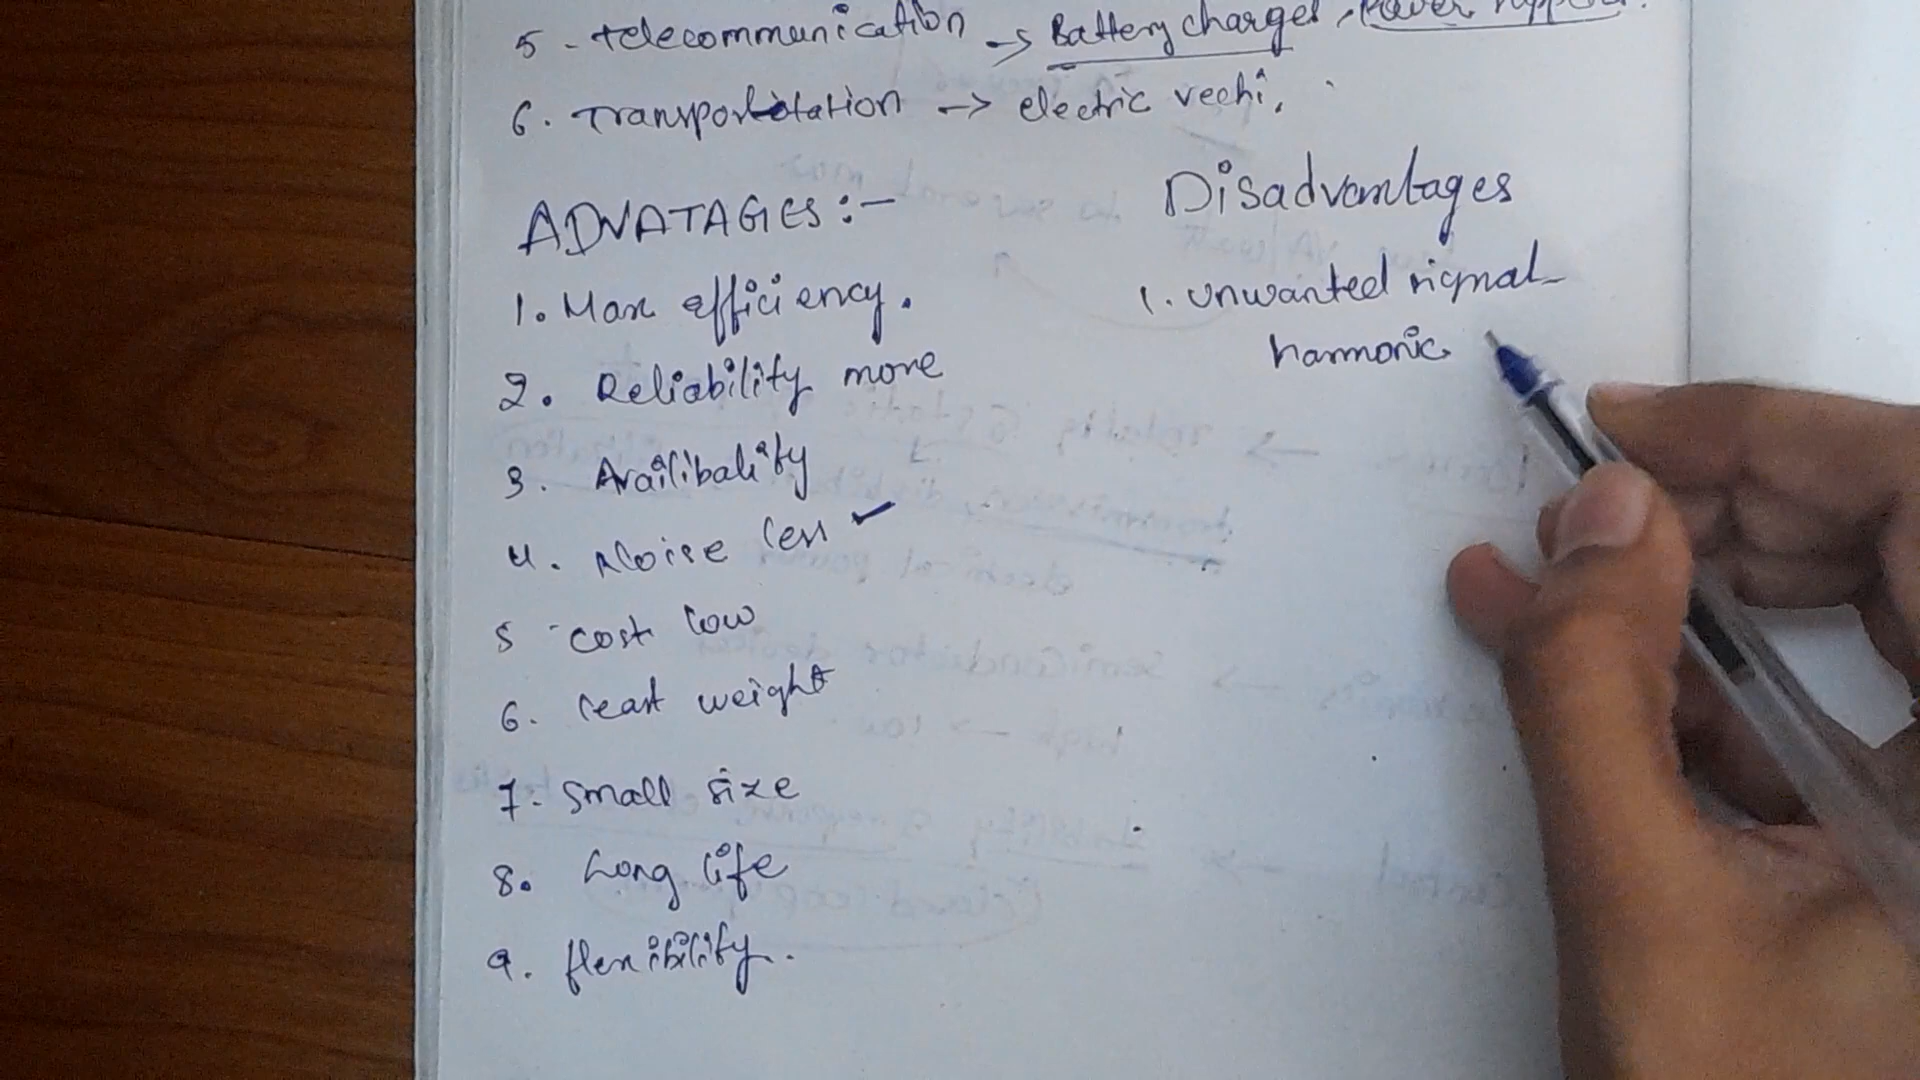 5 - telecommunication -> Battery charger, Power
6. Transportotation -> electric vechi.
ADVATAGES :-
1. Max efficiency.
2. Reliability more
3. Availibality
4. Noise less ✓
5 - cost low
6. least weight
7. Small size
8. Long life
9. flexibility.
Disadvantages
1. unwanted signal
harmonic